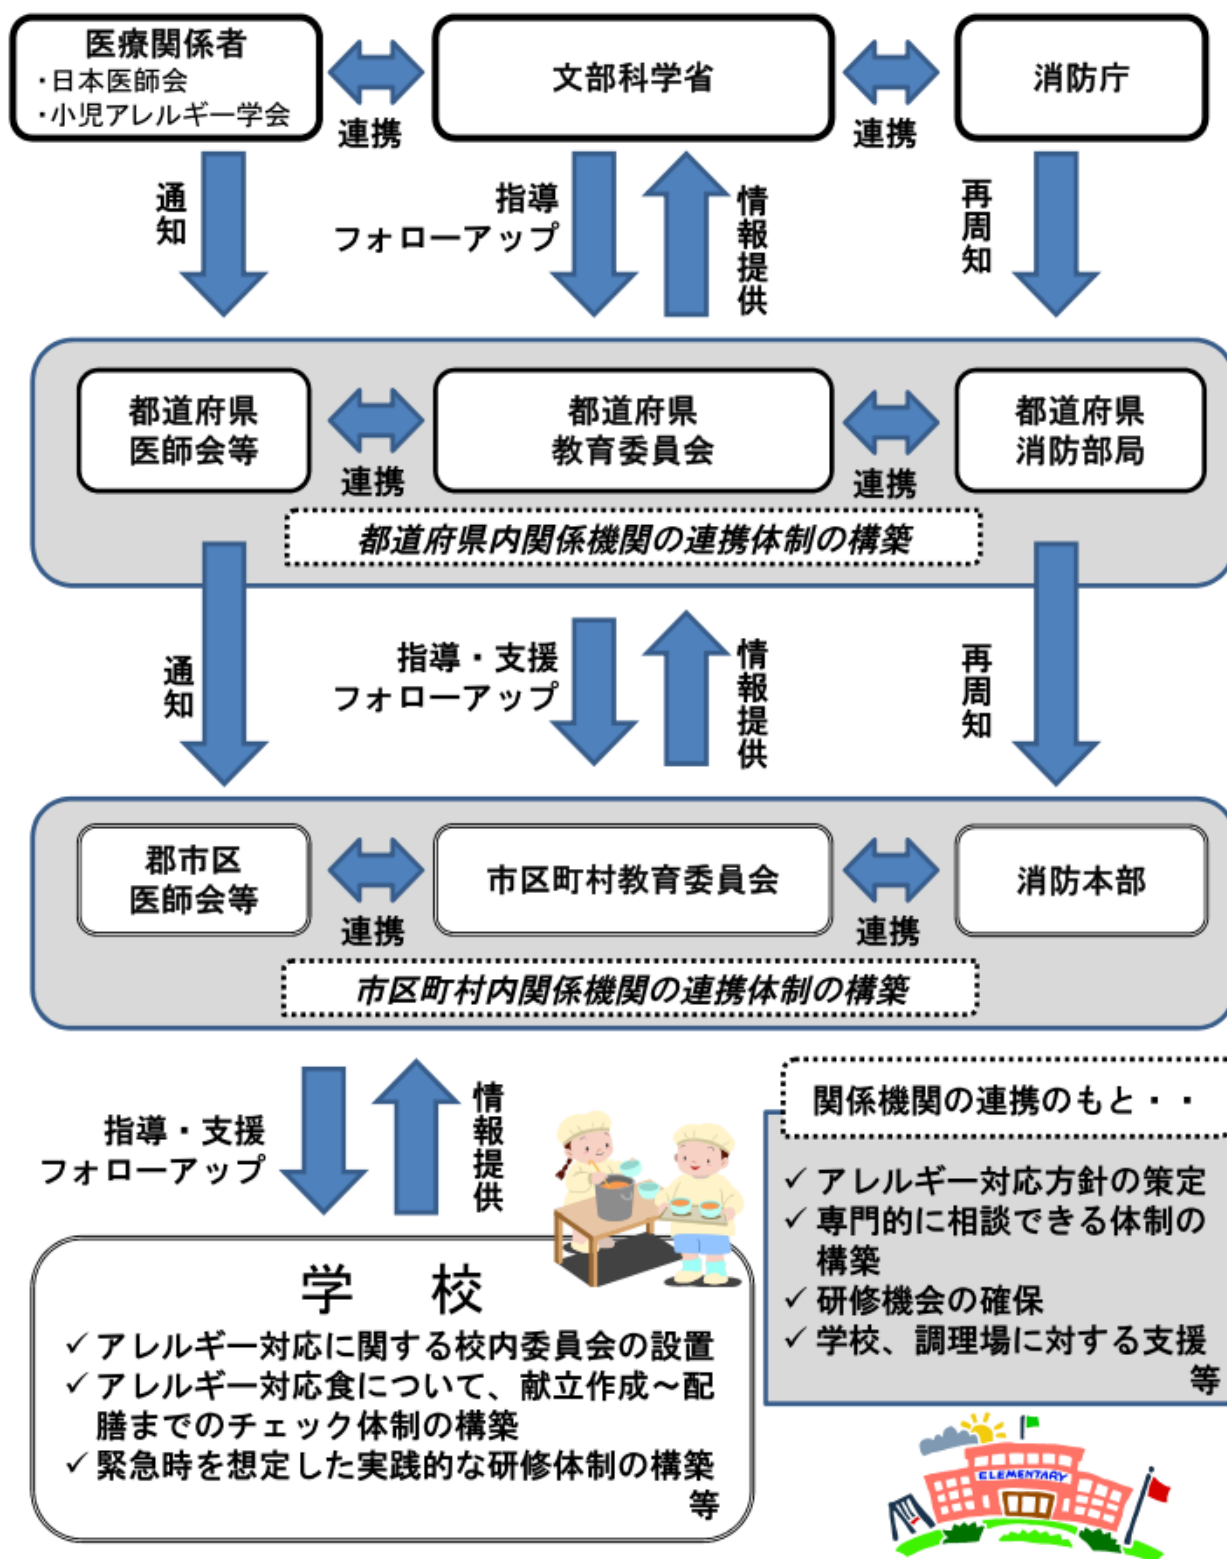 医療関係者
・日本医師会
・小児アレルギー学会
連携
文部科学省
連携
消防庁
通知
指導
フォローアップ
情報提供
再周知
都道府県
医師会等
連携
都道府県
教育委員会
連携
都道府県
消防部局
都道府県内関係機関の連携体制の構築
通知
指導・支援
フォローアップ
情報提供
再周知
郡市区
医師会等
連携
市区町村教育委員会
連携
消防本部
市区町村内関係機関の連携体制の構築
指導・支援
フォローアップ
情報提供
関係機関の連携のもと・・
✓ アレルギー対応方針の策定
✓ 専門的に相談できる体制の
構築
✓ 研修機会の確保
✓ 学校、調理場に対する支援
等
学 校
✓ アレルギー対応に関する校内委員会の設置
✓ アレルギー対応食について、献立作成～配
膳までのチェック体制の構築
✓ 緊急時を想定した実践的な研修体制の構築
等
ELEMENTARY